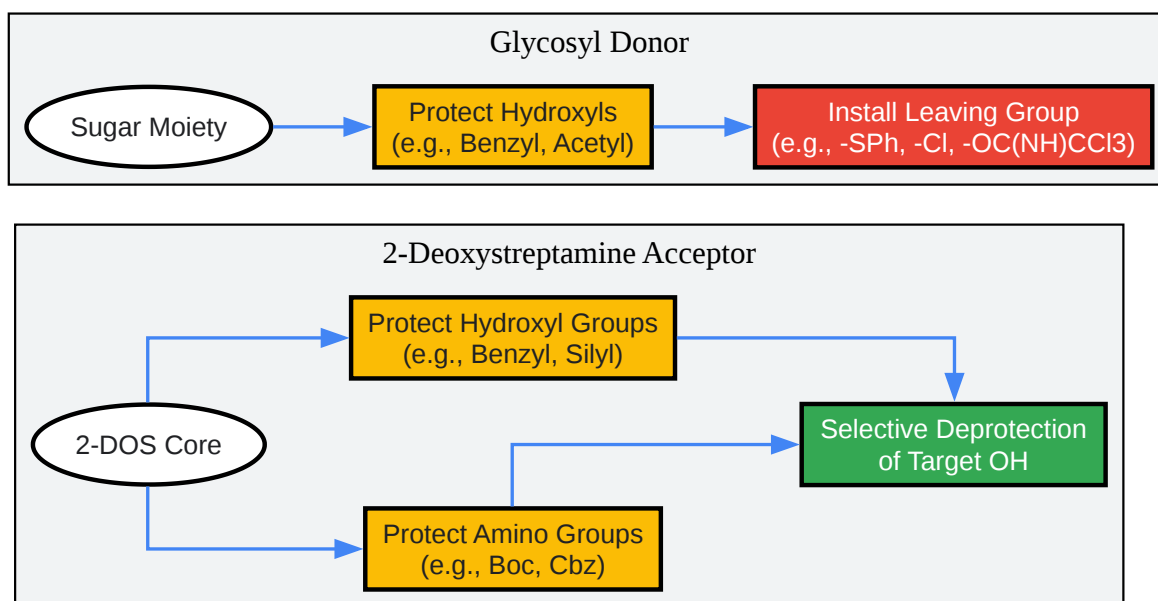 Glycosyl Donor
Sugar Moiety
Protect Hydroxyls
(e.g., Benzyl, Acetyl)
Install Leaving Group
(e.g., -SPh, -Cl, -OC(NH)CCl3)
2-Deoxystreptamine Acceptor
Protect Hydroxyl Groups
(e.g., Benzyl, Silyl)
2-DOS Core
Selective Deprotection
of Target OH
Protect Amino Groups
(e.g., Boc, Cbz)